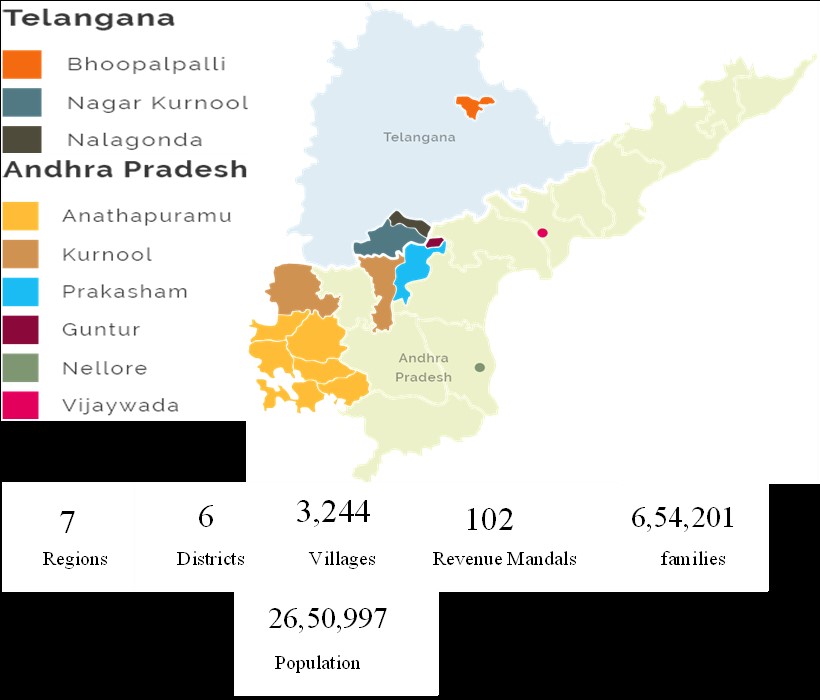 Telangana
Bhoopalpalli
Nagar Kurnool
Nalagonda
Andhra Pradesh
Anathapuramu
Kurnool
Prakasham
Guntur
Nellore
Vijaywada
Telangana
Andhra
Pradesh
7 6 3,244 102 6,54,201
Regions Districts Villages Revenue Mandals families
26,50,997
Population